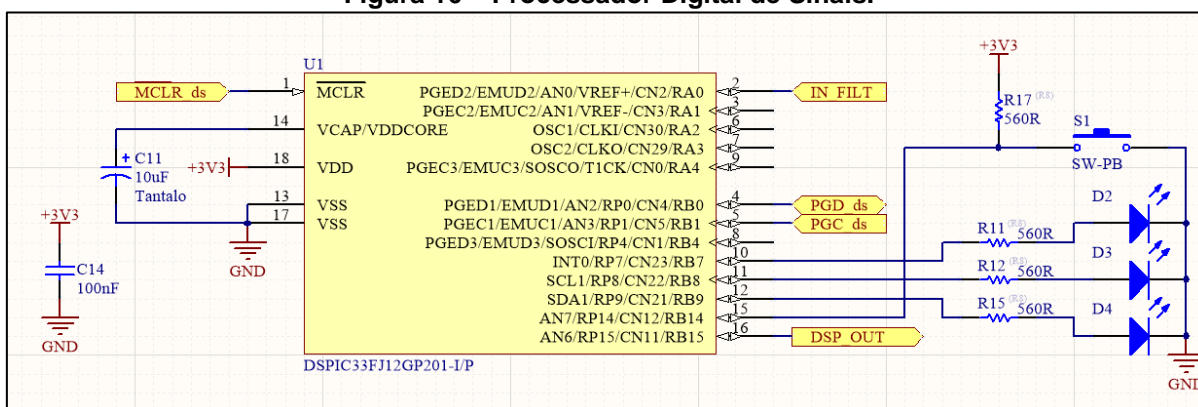 Figura 10 – Processador Digital de Sinais.
U1
MCLR_ds
1
MCLR
14
VCAP/VDDCORE
+3V3
18
VDD
13
VSS
17
VSS
C11
10uF
Tantalo
+
GND
+3V3
C14
100nF
GND
PGED2/EMUD2/AN0/VREF+/CN2/RA0
2
IN_FILT
PGEC2/EMUC2/AN1/VREF-/CN3/RA1
3
OSC1/CLKI/CN30/RA2
6
OSC2/CLKO/CN29/RA3
7
PGEC3/EMUC3/SOSCO/T1CK/CN0/RA4
9
PGED1/EMUD1/AN2/RP0/CN4/RB0
4
PGD_ds
PGEC1/EMUC1/AN3/RP1/CN5/RB1
5
PGC_ds
PGED3/EMUD3/SOSCI/RP4/CN1/RB4
8
INT0/RP7/CN23/RB7
10
SCL1/RP8/CN22/RB8
11
SDA1/RP9/CN21/RB9
12
AN7/RP14/CN12/RB14
15
AN6/RP15/CN11/RB15
16
DSP_OUT
DSPIC33FJ12GP201-I/P
+3V3
R17 (R8)
560R
S1
SW-PB
D2
R11 (R8)
560R
D3
R12 (R8)
560R
D4
R15 (R8)
560R
GND